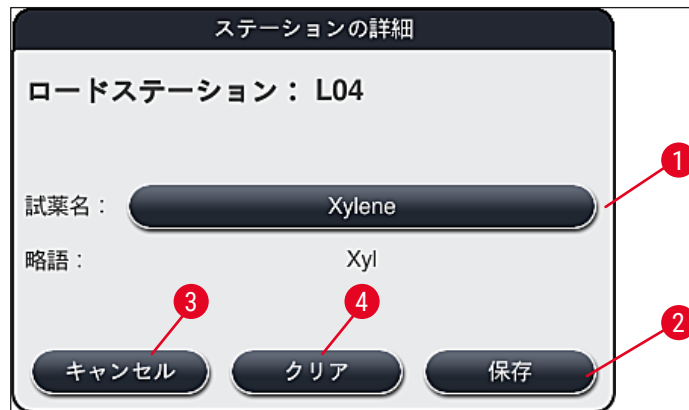 ステーションの詳細
ロードステーション： L04
1
試薬名： Xylene
略語： Xyl
3 4 2
キャンセル クリア 保存